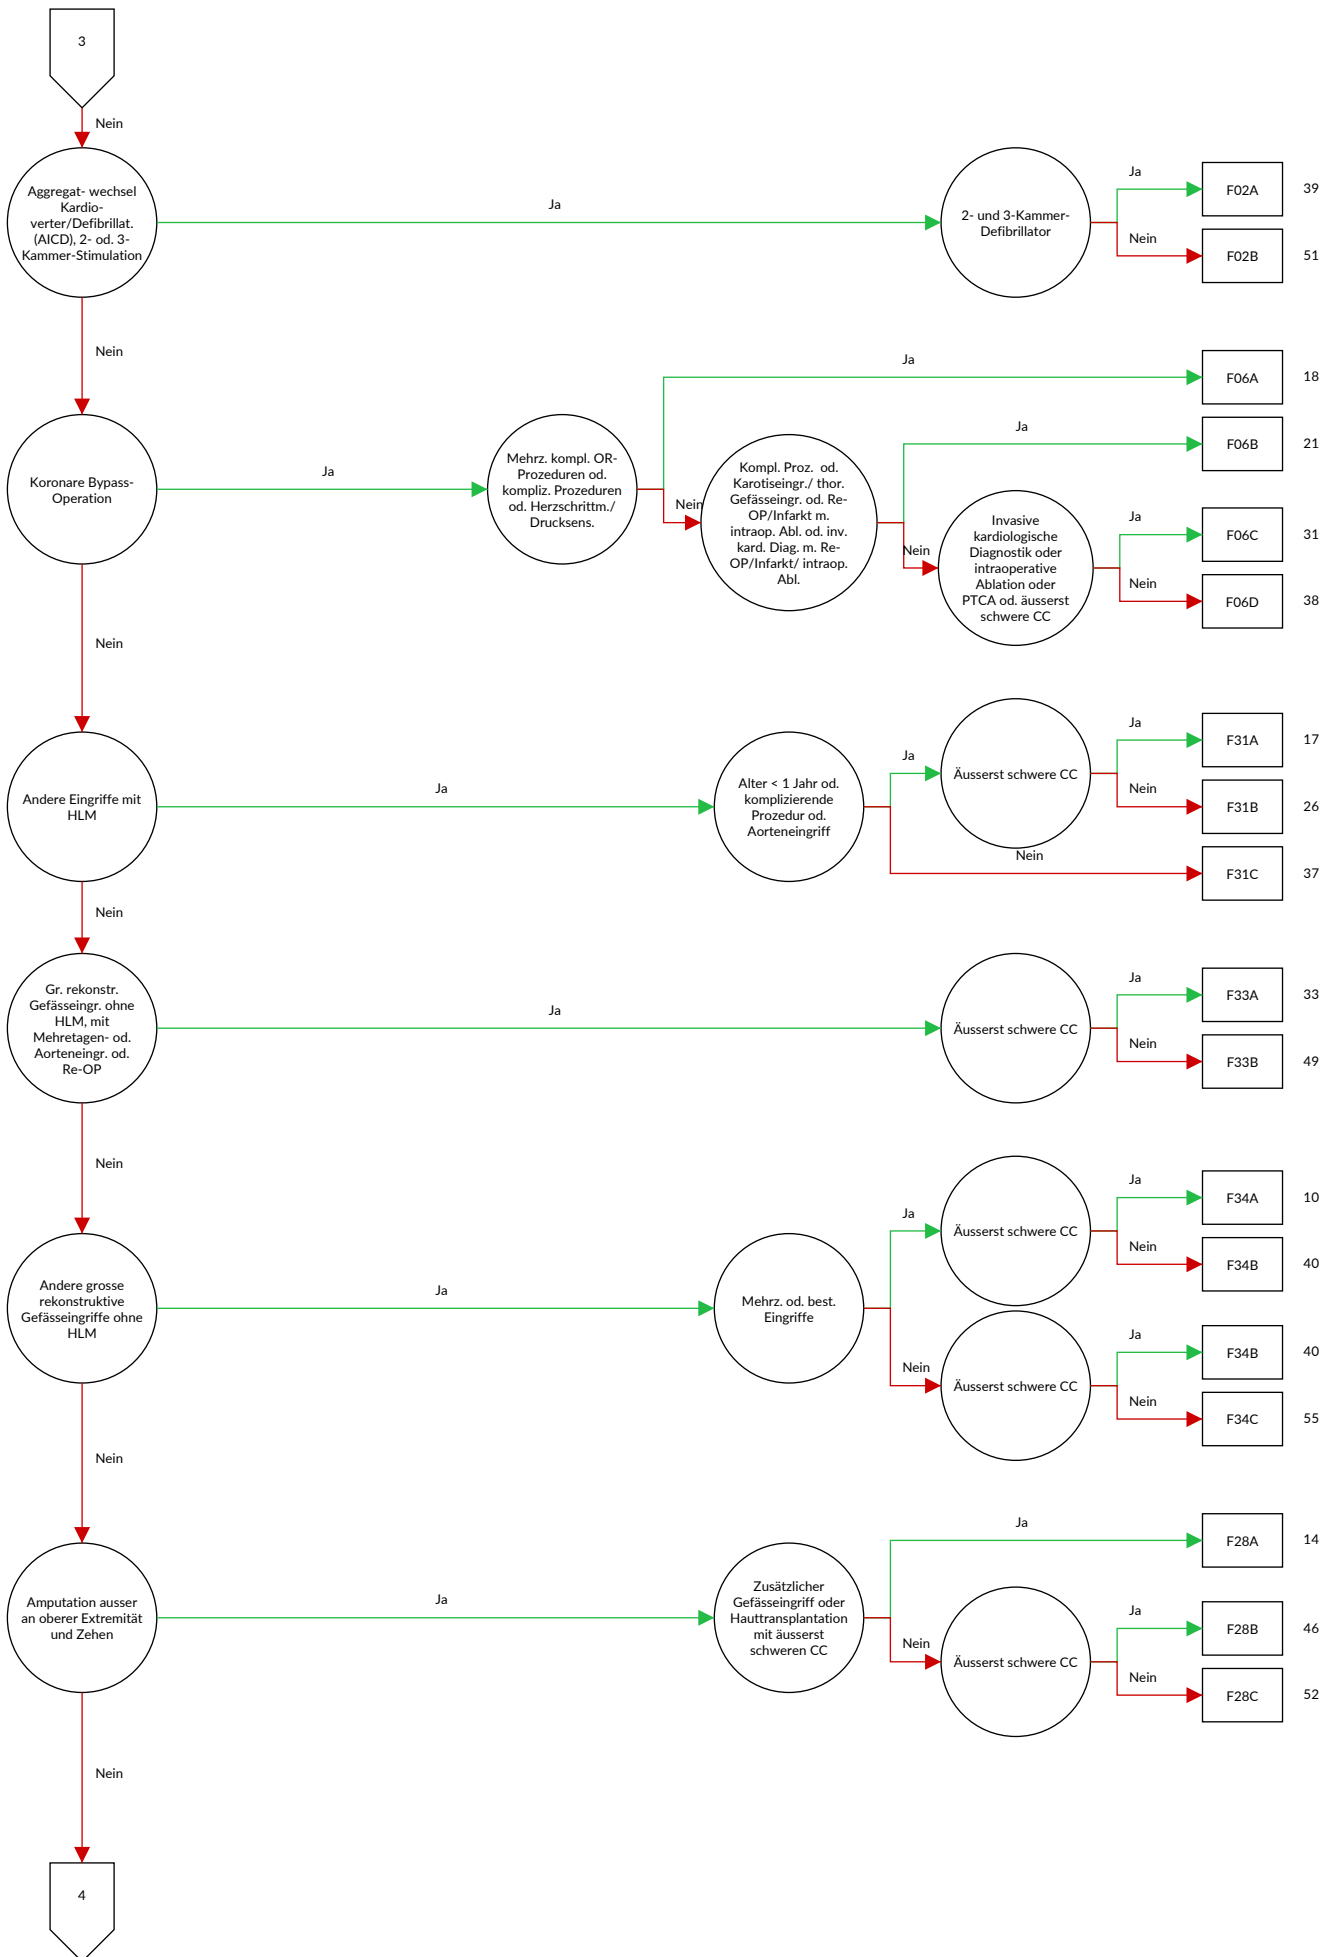 3
Nein
Aggregat- wechsel
Kardio-
verter/Defibrillat.
(AICD), 2- od. 3-
Kammer-Stimulation
Ja
2- und 3-Kammer-
Defibrillator
Ja
F02A
39
Nein
F02B
51
Nein
Koronare Bypass-
Operation
Ja
Mehrz. kompl. OR-
Prozeduren od.
kompliz. Prozeduren
od. Herzschrittm./
Drucksens.
Ja
F06A
18
Nein
Kompl. Proz. od.
Karotiseingr./ thor.
Gefässeingr. od. Re-
OP/Infarkt m.
intraop. Abl. od. inv.
kard. Diag. m. Re-
OP/Infarkt/ intraop.
Abl.
Ja
F06B
21
Nein
Invasive
kardiologische
Diagnostik oder
intraoperative
Ablation oder
PTCA od. äusserst
schwere CC
Ja
F06C
31
Nein
F06D
38
Nein
Andere Eingriffe mit
HLM
Ja
Alter < 1 Jahr od.
komplizierende
Prozedur od.
Aorteneingriff
Ja
Äusserst schwere CC
Ja
F31A
17
Nein
F31B
26
Nein
F31C
37
Nein
Gr. rekonstr.
Gefässeingr. ohne
HLM, mit
Mehretagen- od.
Aorteneingr. od.
Re-OP
Ja
Äusserst schwere CC
Ja
F33A
33
Nein
F33B
49
Nein
Andere grosse
rekonstruktive
Gefässeingriffe ohne
HLM
Ja
Mehrz. od. best.
Eingriffe
Ja
Äusserst schwere CC
Ja
F34A
10
Nein
F34B
40
Nein
Äusserst schwere CC
Ja
F34B
40
Nein
F34C
55
Nein
Amputation ausser
an oberer Extremität
und Zehen
Ja
Zusätzlicher
Gefässeingriff oder
Hauttransplantation
mit äusserst
schweren CC
Ja
F28A
14
Nein
Äusserst schwere CC
Ja
F28B
46
Nein
F28C
52
Nein
4